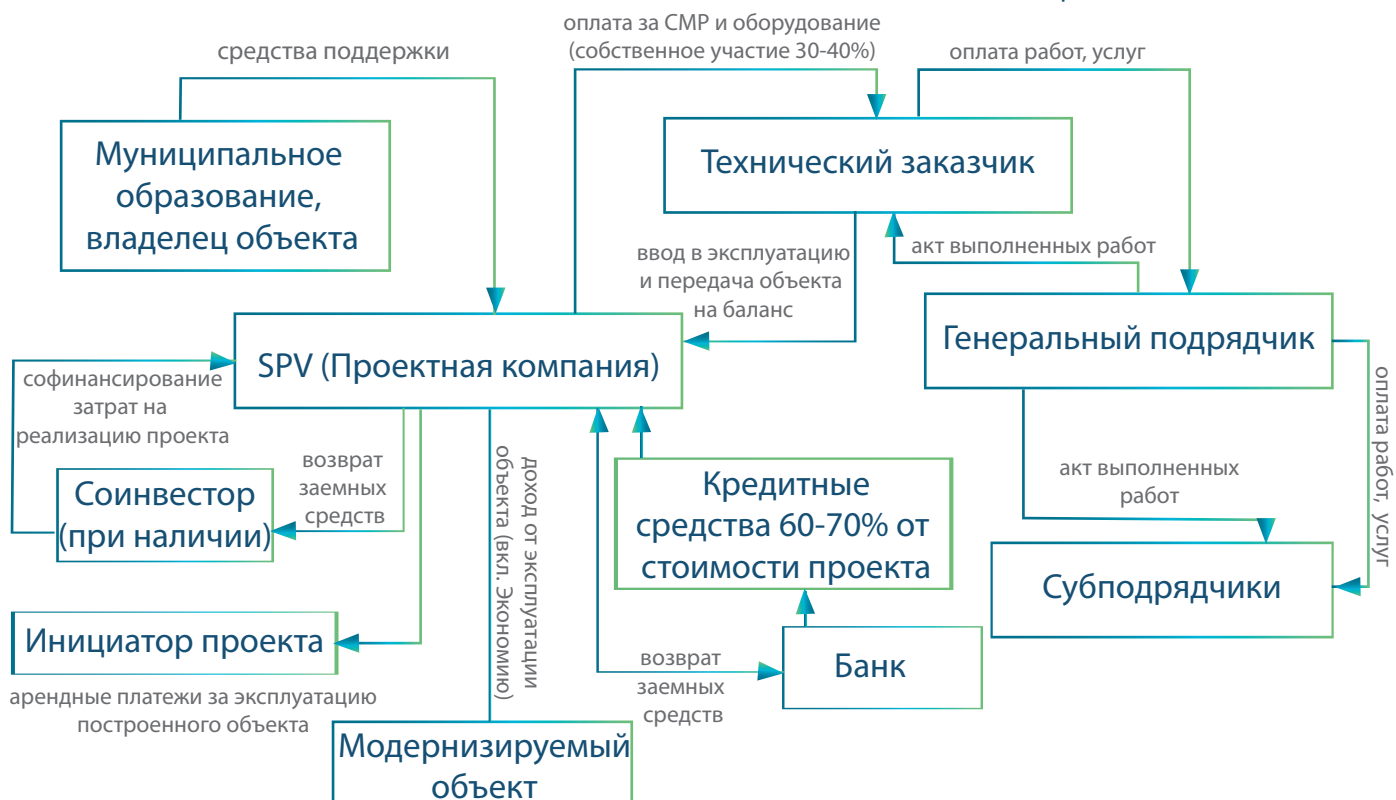 оплата за СМР и оборудование
(собственное участие 30-40%)
средства поддержки
оплата работ, услуг
Муниципальное
образование,
владелец объекта
Технический заказчик
ввод в эксплуатацию
и передача объекта
на баланс
акт выполненных работ
SPV (Проектная компания)
Генеральный подрядчик
софинансирование
затрат на
реализацию проекта
возврат
заемных
средств
Соинвестор
(при наличии)
доход от эксплуатации
объекта (вкл. Экономию)
Кредитные
средства 60-70% от
стоимости проекта
акт выполненных
работ
оплата работ, услуг
Субподрядчики
Инициатор проекта
арендные платежи за эксплуатацию
построенного объекта
возврат
заемных
средств
Банк
Модернизируемый
объект